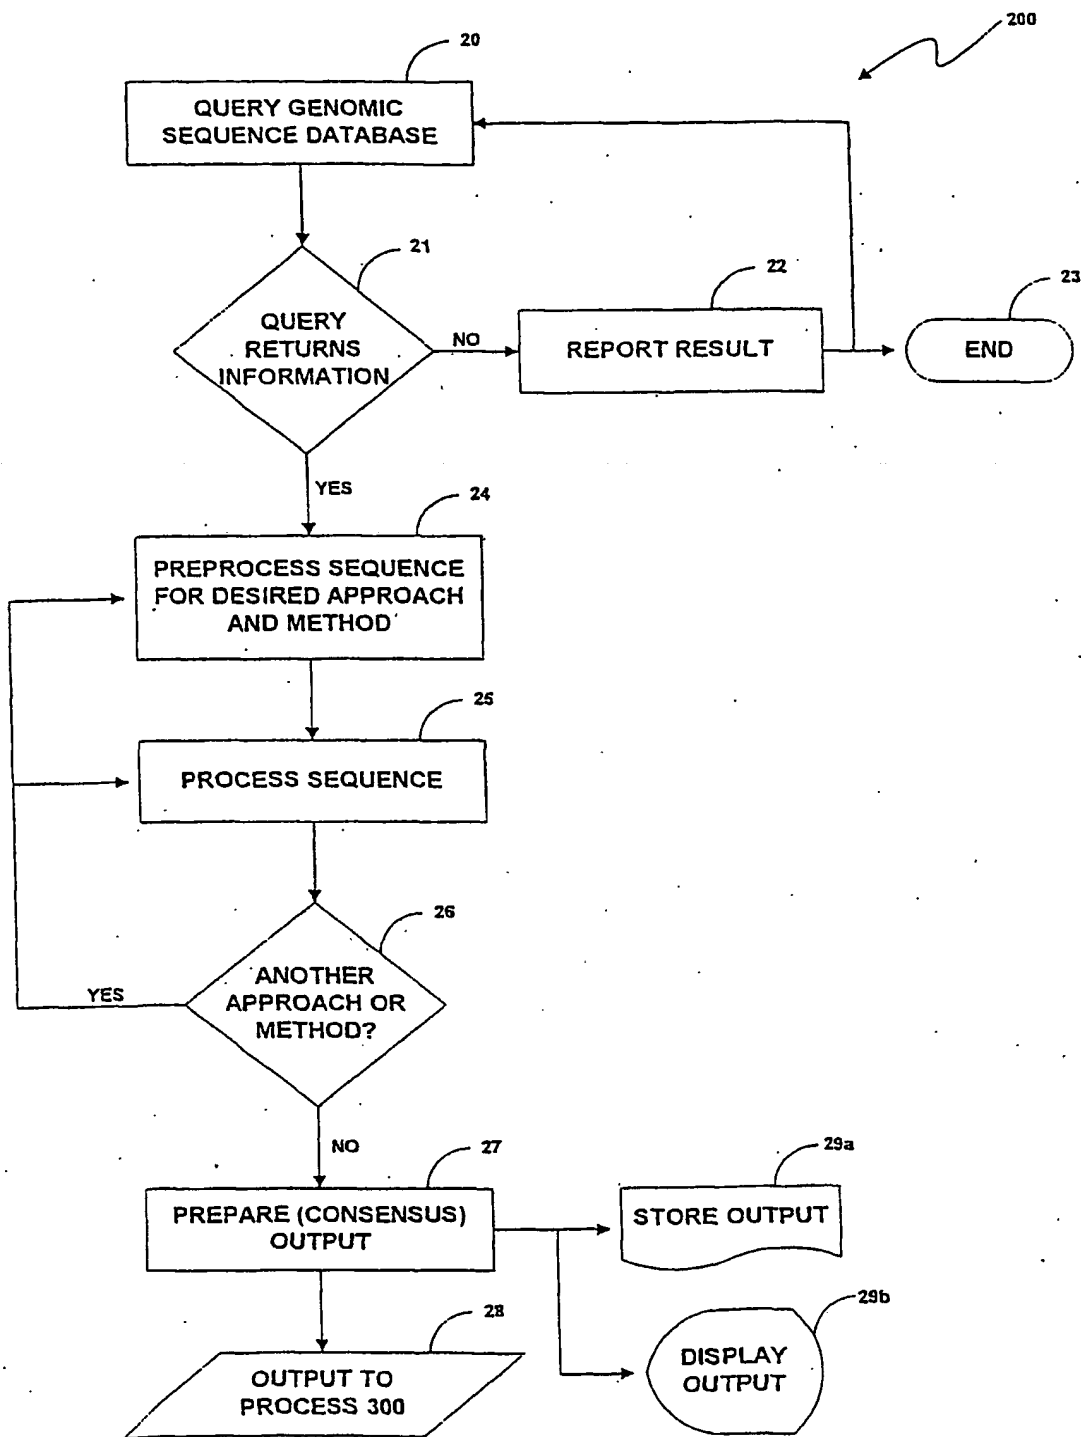 200
20
QUERY GENOMIC
SEQUENCE DATABASE
21
QUERY
RETURNS
INFORMATION
NO
22
REPORT RESULT
23
END
YES
24
PREPROCESS SEQUENCE
FOR DESIRED APPROACH
AND METHOD
25
PROCESS SEQUENCE
26
ANOTHER
APPROACH OR
METHOD?
YES
NO
27
PREPARE (CONSENSUS)
OUTPUT
29a
STORE OUTPUT
28
OUTPUT TO
PROCESS 300
29b
DISPLAY
OUTPUT